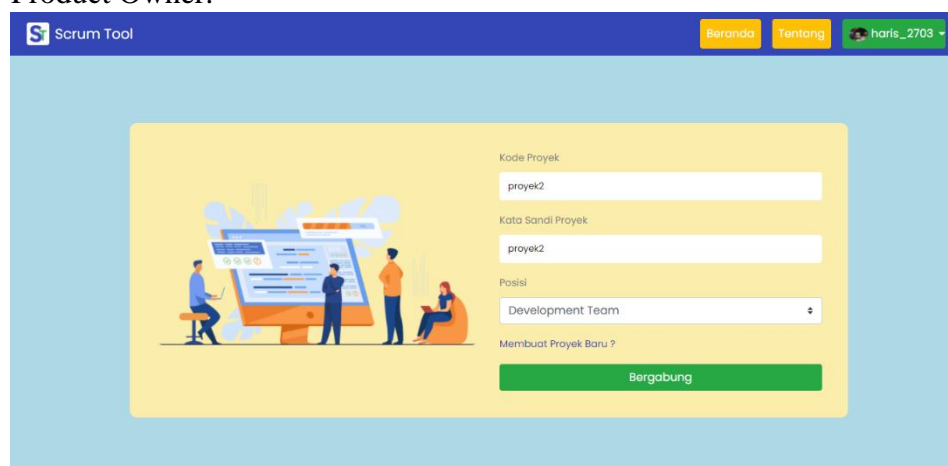 Product Owner.
Scrum Tool
Beranda
Tentang
haris_2703
Kode Proyek
proyek2
Kata Sandi Proyek
proyek2
Posisi
Development Team
Membuat Proyek Baru ?
Bergabung